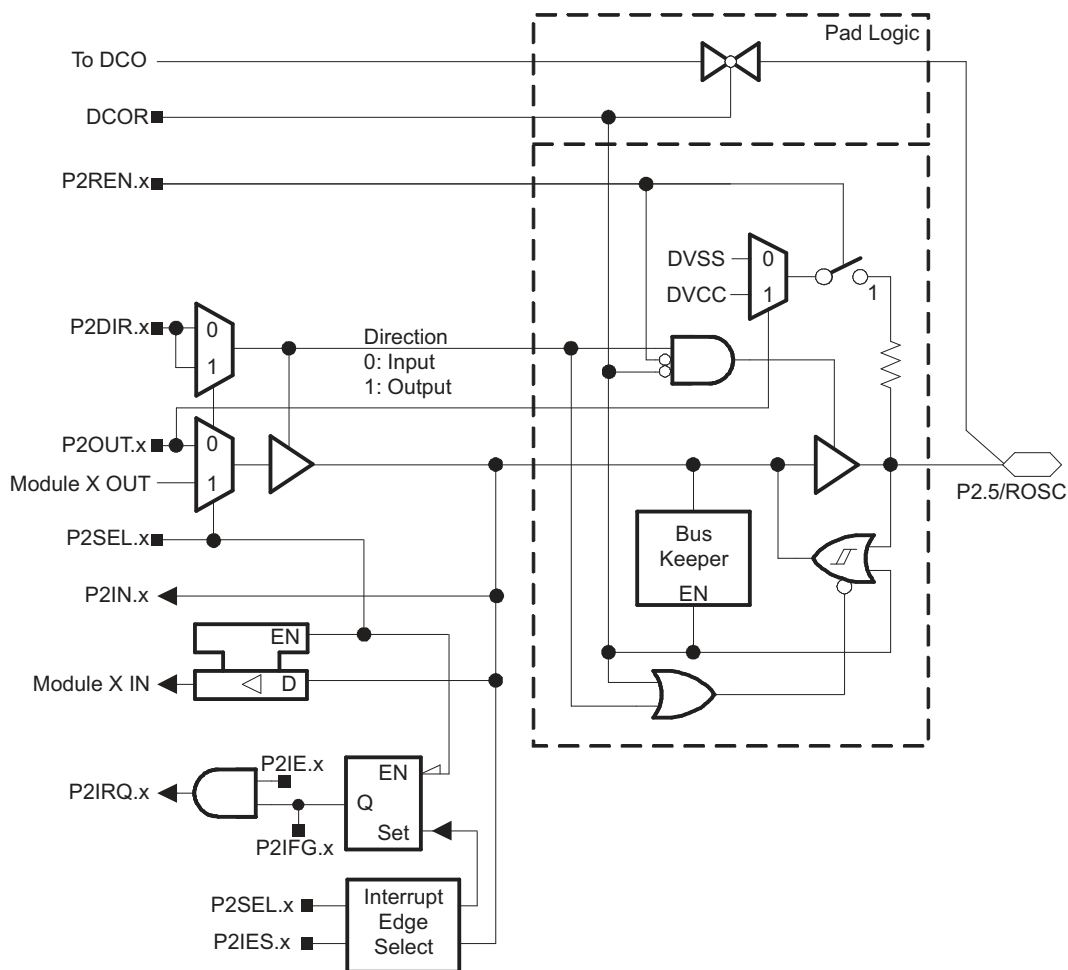 Pad Logic
To DCO
DCOR
P2REN.x
DVSS
0
DVCC
1
1
P2DIR.x
0
1
Direction
0: Input
1: Output
P2OUT.x
0
Module X OUT
1
P2SEL.x
P2.5/ROSC
Bus
Keeper
EN
P2IN.x
EN
Module X IN
D
P2IE.x
EN
P2IRQ.x
Q
Set
P2IFG.x
P2SEL.x
P2IES.x
Interrupt
Edge
Select